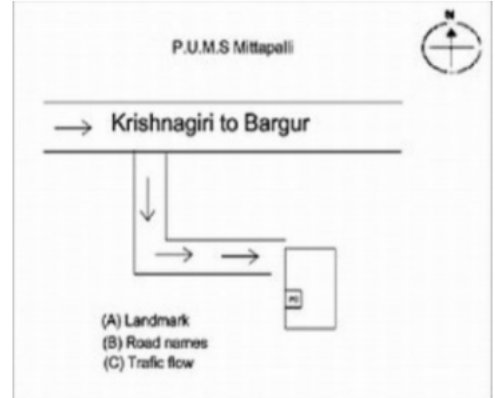 N
P.U.M.S Mittapalli
Krishnagiri to Bargur
(A) Landmark
(B) Road names
(C) Trafic flow